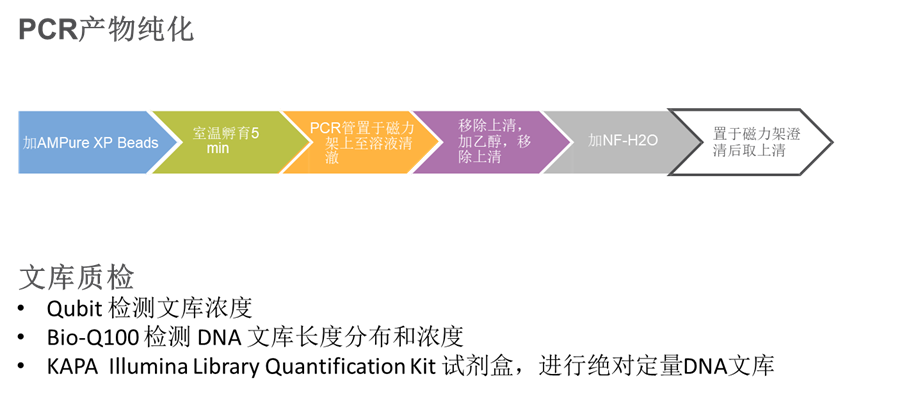 PCR产物纯化
加AMPure XP Beads
室温孵育5
min
PCR管置于磁力
架上至溶液清
澈
移除上清,
加乙醇，移
除上清
加NF-H2O
置于磁力架澄
清后取上清
文库质检
• Qubit 检测文库浓度
• Bio-Q100 检测 DNA 文库长度分布和浓度
• KAPA Illumina Library Quantification Kit 试剂盒，进行绝对定量DNA文库